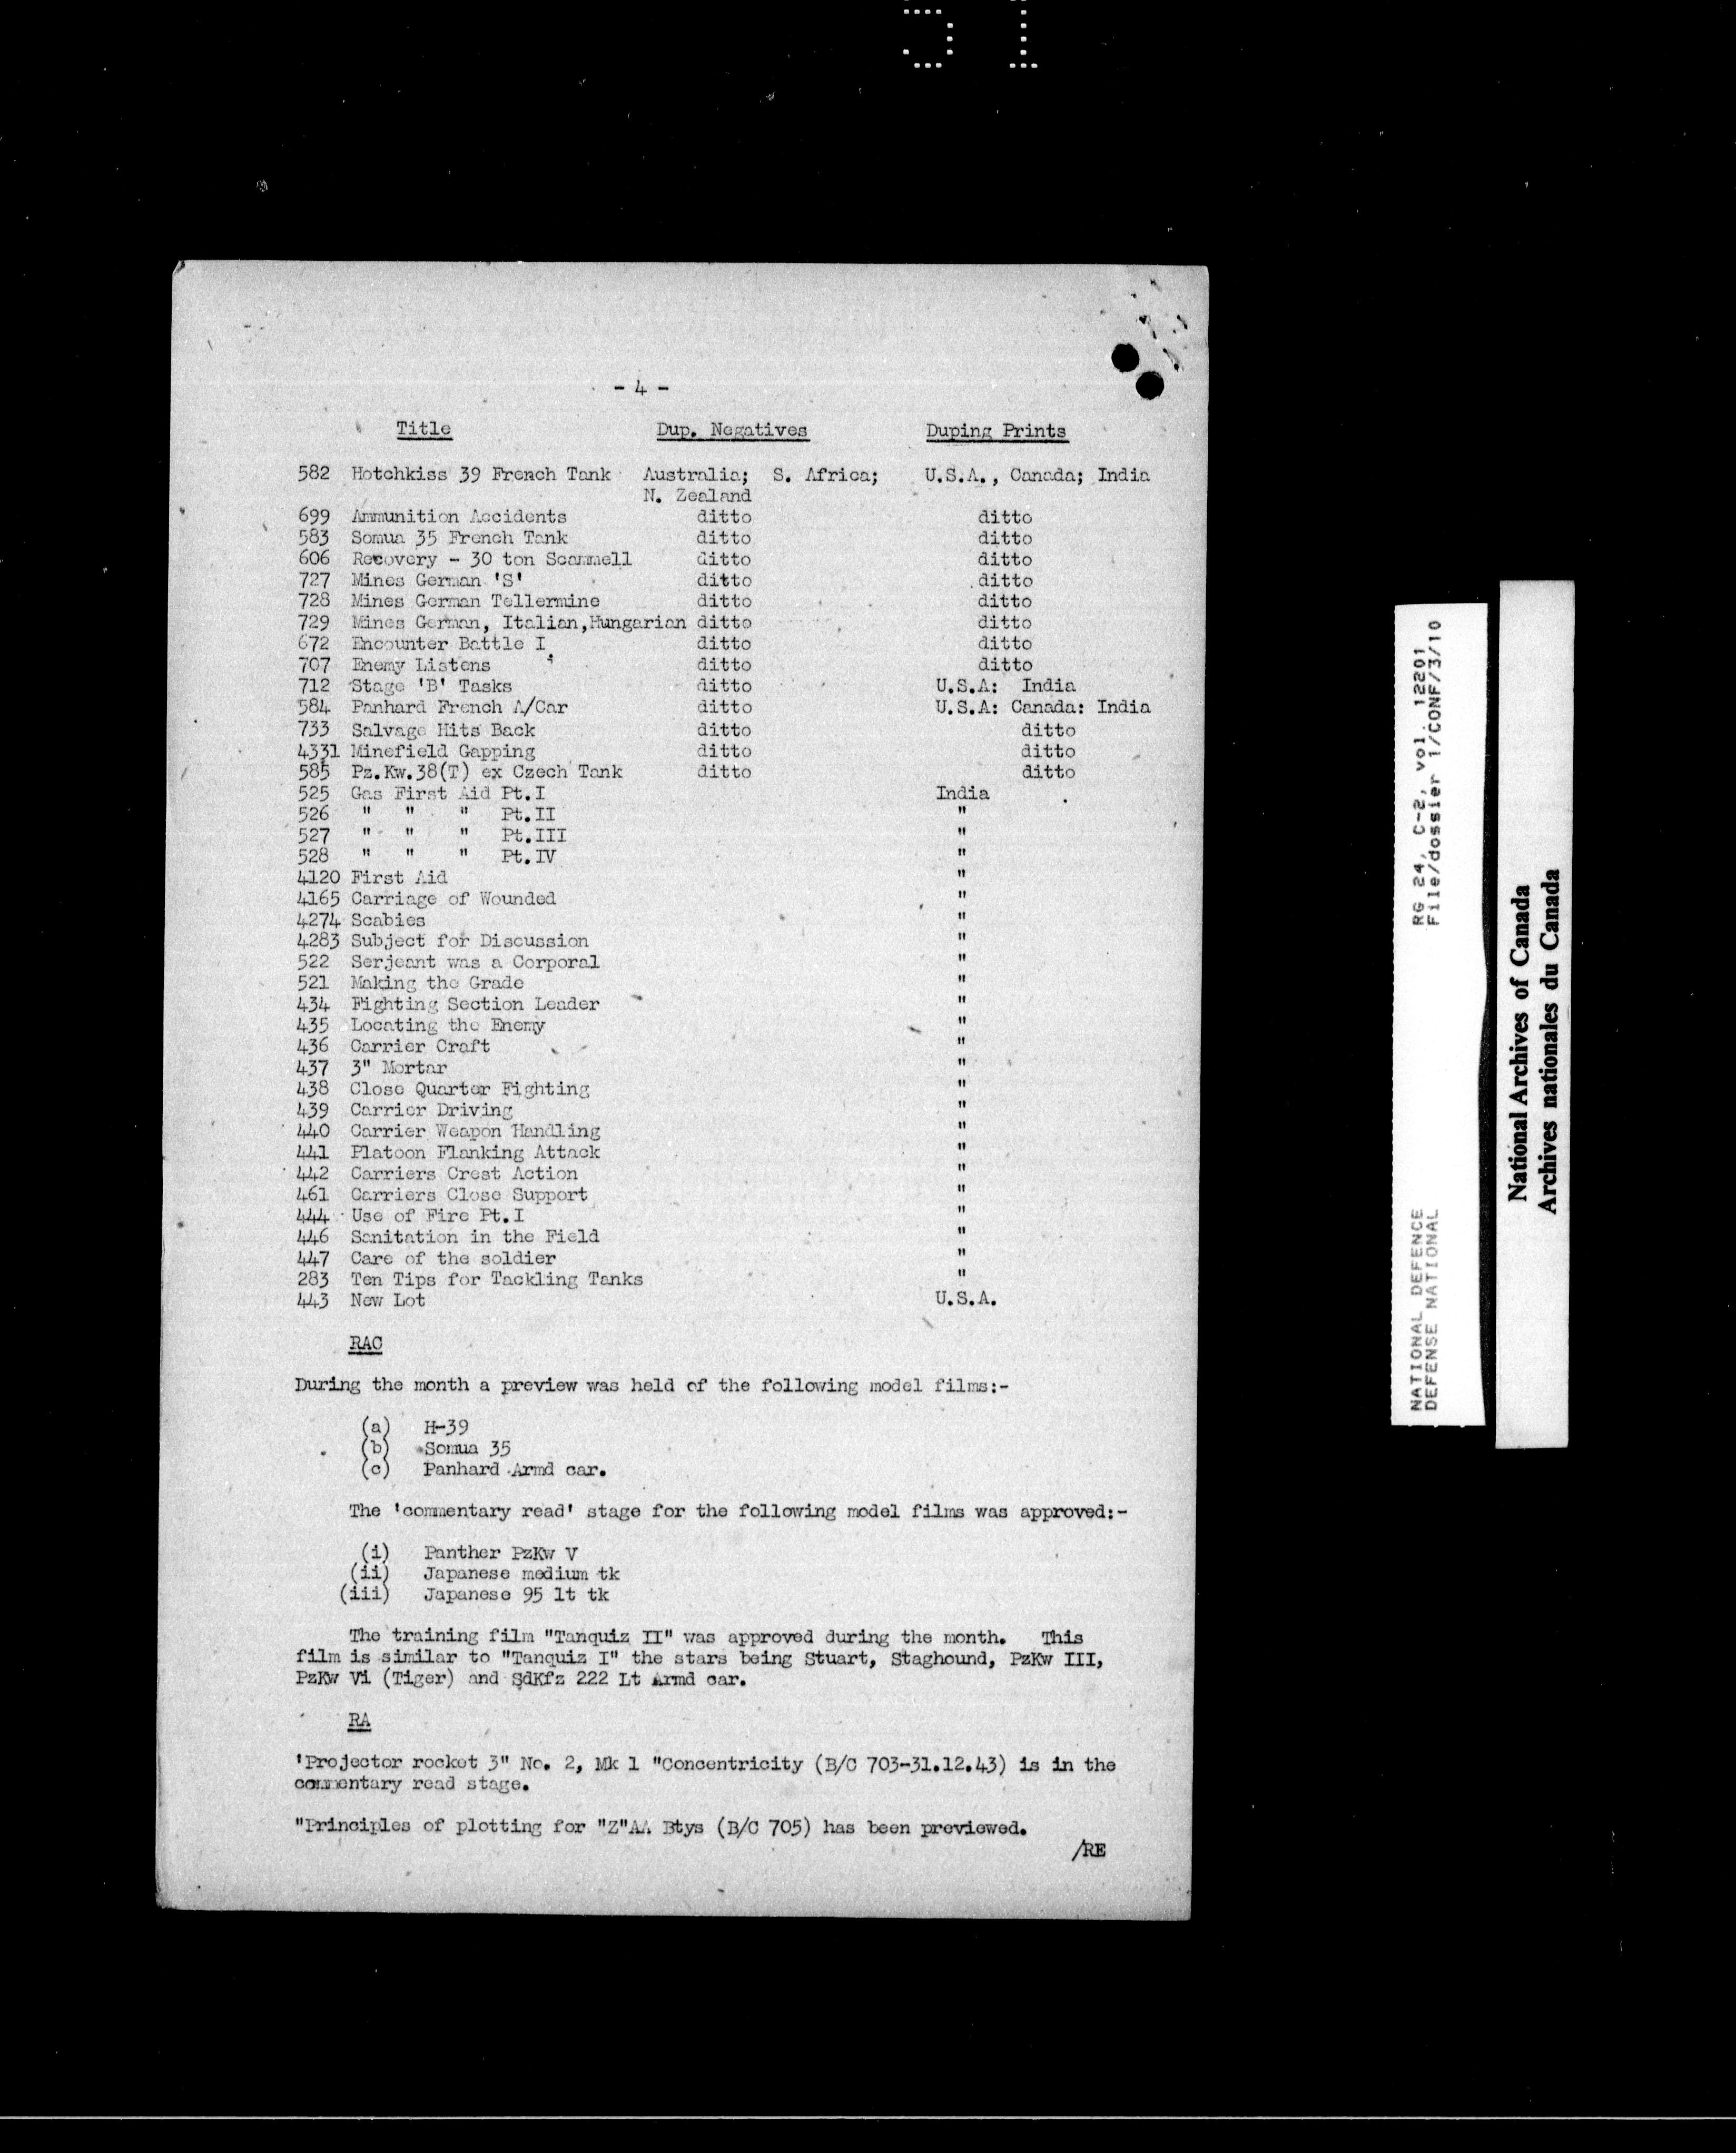 51
- 4 -
Title Dup. Negatives Duping Prints
582 Hotchkiss 39 French Tank Australia; S. Africa; U.S.A., Canada; India
N. Zealand
699 Ammunition Accidents ditto ditto
583 Somua 35 French Tank ditto ditto
606 Recovery - 30 ton Scammell ditto ditto
727 Mines German 'S' ditto ditto
728 Mines German Tellermine ditto ditto
729 Mines German, Italian,Hungarian ditto ditto
672 Encounter Battle I ditto ditto
707 Enemy Listens ditto ditto
712 Stage 'B' Tasks ditto U.S.A: India
584 Panhard French A/Car ditto U.S.A: Canada: India
733 Salvage Hits Back ditto ditto
4331 Minefield Gapping ditto ditto
585 Pz.Kw.38(T) ex Czech Tank ditto ditto
525 Gas First Aid Pt.I India
526 " " " Pt.II "
527 " " " Pt.III "
528 " " " Pt.IV "
4120 First Aid "
4165 Carriage of Wounded "
4274 Scabies "
4283 Subject for Discussion "
522 Serjeant was a Corporal "
521 Making the Grade "
434 Fighting Section Leader "
435 Locating the Enemy "
436 Carrier Craft "
437 3" Mortar "
438 Close Quarter Fighting "
439 Carrier Driving "
440 Carrier Weapon Handling "
441 Platoon Flanking Attack "
442 Carriers Crest Action "
461 Carriers Close Support "
444 Use of Fire Pt.I "
446 Sanitation in the Field "
447 Care of the soldier "
283 Ten Tips for Tackling Tanks "
443 New Lot U.S.A.
RAC
During the month a preview was held of the following model films:-
(a) H-39
(b) Somua 35
(c) Panhard Armd car.
The 'commentary read' stage for the following model films was approved:-
(i) Panther PzKw V
(ii) Japanese medium tk
(iii) Japanese 95 lt tk
The training film "Tanquiz II" was approved during the month. This
film is similar to "Tanquiz I" the stars being Stuart, Staghound, PzKw III,
PzKw Vi (Tiger) and SdKfz 222 Lt Armd car.
RA
'Projector rocket 3" No. 2, Mk 1 "Concentricity (B/C 703-31.12.43) is in the
commentary read stage.
"Principles of plotting for "Z"AA Btys (B/C 705) has been previewed.
/RE
NATIONAL DEFENCE RG 24, C-2, vol. 12201
DEFENSE NATIONAL File/dossier 1/CONF/3/10
National Archives of Canada
Archives nationales du Canada